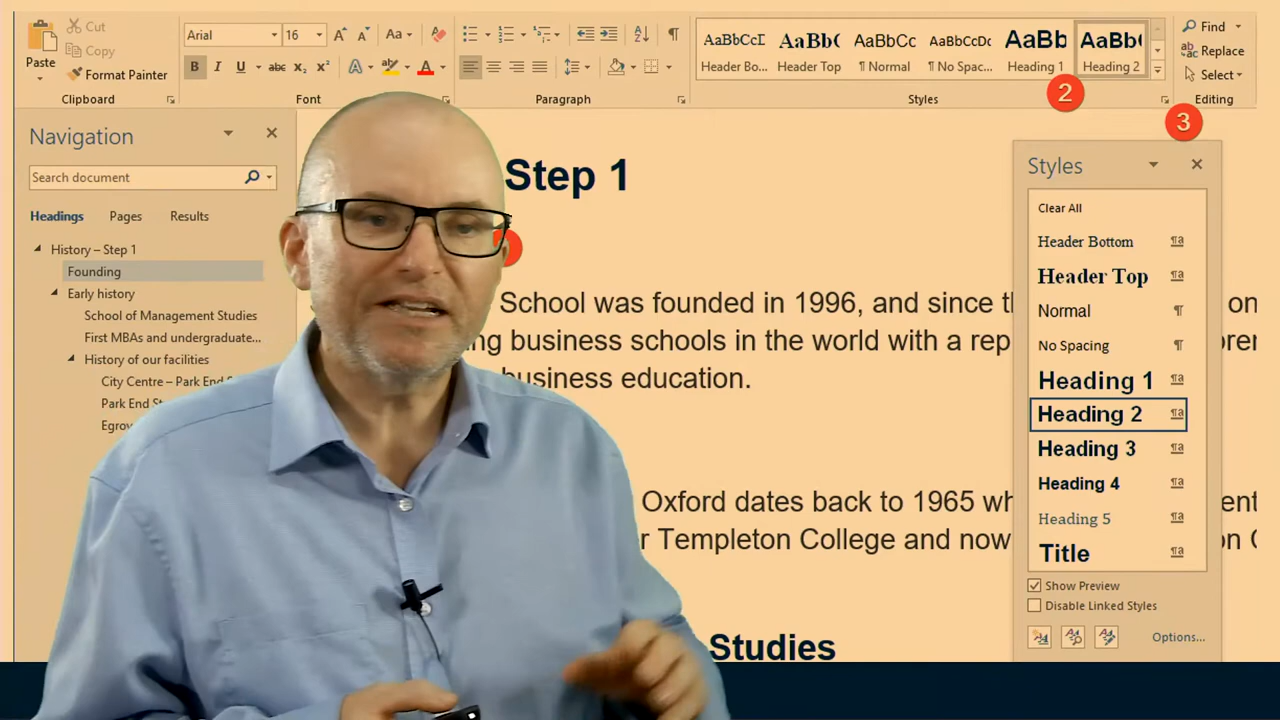 Cut
Copy
Paste
Format Painter
Clipboard
Arial
16
Aa
B I U abc x2 x2
A A
Font
Paragraph
AaBbCcD AaBb( AaBbCc AaBbCcDc AaBb AaBb(
Header Bo... Header Top ¶ Normal ¶ No Spac... Heading 1 Heading 2
Styles
Find
Replace
Select
Editing
2
3
Navigation
Search document
Headings Pages Results
History – Step 1
Founding
Early history
School of Management Studies
First MBAs and undergraduate...
History of our facilities
City Centre – Park End
Park End
Step 1
School was founded in 1996, and since
business schools in the world with a
business education.
Oxford dates back to 1965
Templeton College and now
Studies
Styles
Clear All
Header Bottom
Header Top
Normal
No Spacing
Heading 1
Heading 2
Heading 3
Heading 4
Heading 5
Title
Show Preview
Disable Linked Styles
Options...